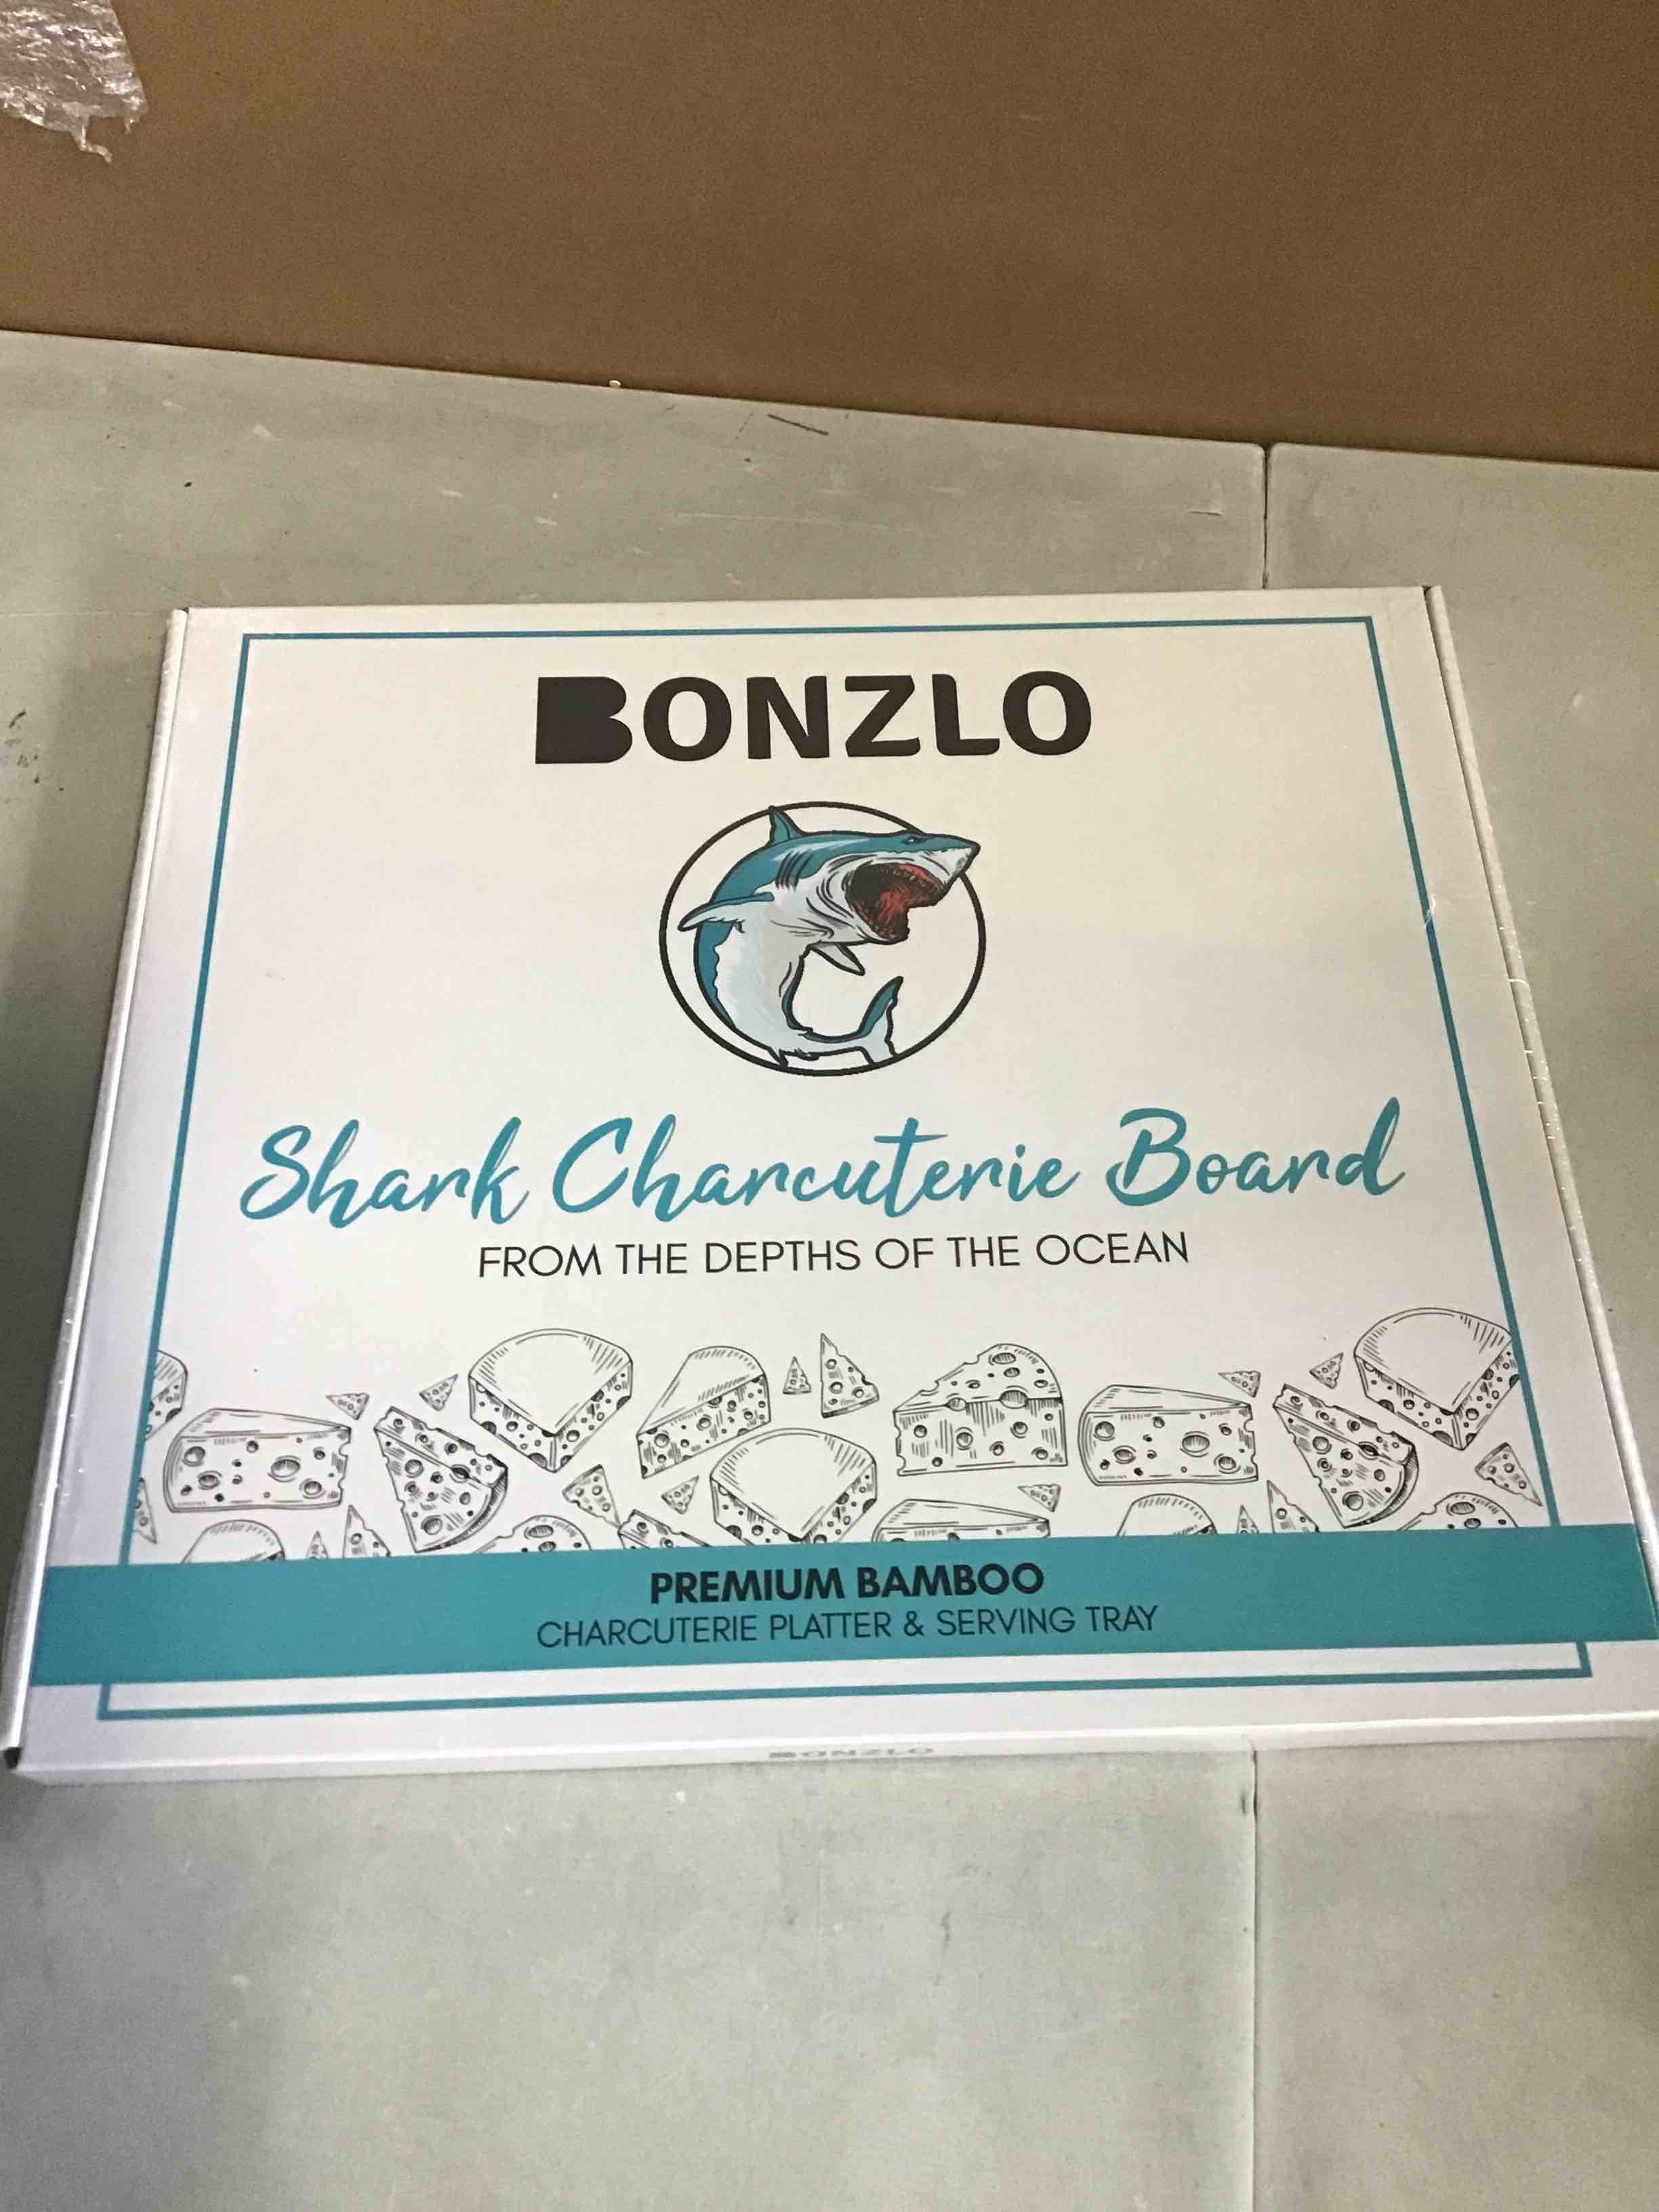 BONZLO
Shark Charcuterie Board
FROM THE DEPTHS OF THE OCEAN
PREMIUM BAMBOO
CHARCUTERIE PLATTER & SERVING TRAY
BONZLO